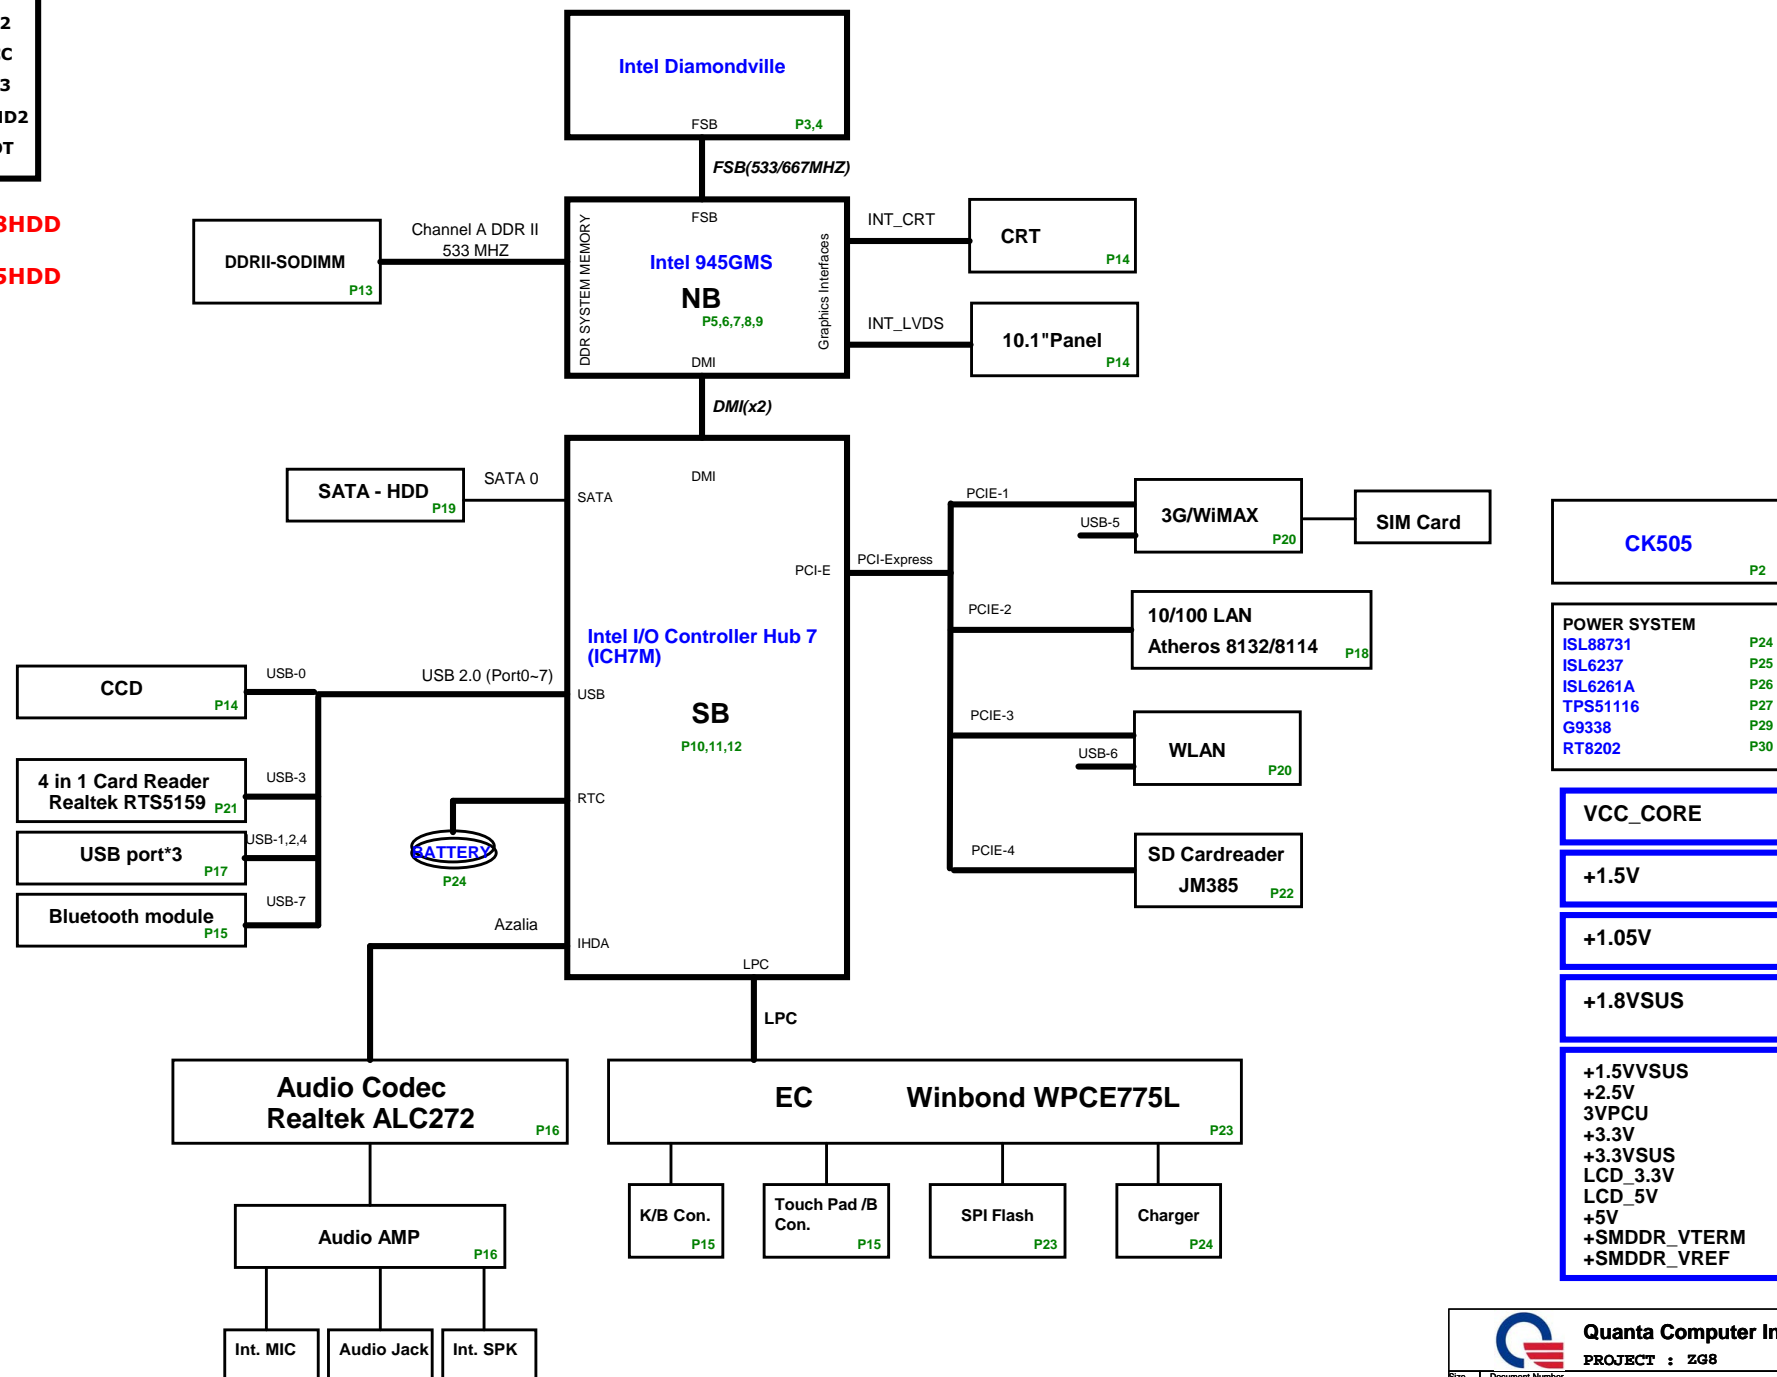 2
C
3
ND2
OT
3HDD
5HDD
Intel Diamondville
FSB
P3,4
FSB(533/667MHZ)
DDRII-SODIMM
P13
Channel A DDR II
533 MHZ
DDR SYSTEM MEMORY
FSB
Intel 945GMS
NB
P5,6,7,8,9
DMI
Graphics Interfaces
INT_CRT
CRT
P14
INT_LVDS
10.1"Panel
P14
DMI(x2)
SATA - HDD
P19
SATA 0
SATA
DMI
PCI-E
PCI-Express
PCIE-1
USB-5
3G/WiMAX
P20
SIM Card
PCIE-2
10/100 LAN
Atheros 8132/8114
P18
PCIE-3
USB-6
WLAN
P20
PCIE-4
SD Cardreader
JM385
P22
Intel I/O Controller Hub 7
(ICH7M)
SB
P10,11,12
USB
USB 2.0 (Port0~7)
CCD
P14
USB-0
4 in 1 Card Reader
Realtek RTS5159
P21
USB-3
USB port*3
P17
USB-1,2,4
Bluetooth module
P15
USB-7
RTC
BATTERY
P24
Azalia
IHDA
LPC
LPC
Audio Codec
Realtek ALC272
P16
Audio AMP
P16
Int. MIC
Audio Jack
Int. SPK
EC Winbond WPCE775L
P23
K/B Con.
P15
Touch Pad /B
Con.
P15
SPI Flash
P23
Charger
P24
CK505
P2
POWER SYSTEM
ISL88731 P24
ISL6237 P25
ISL6261A P26
TPS51116 P27
G9338 P29
RT8202 P30
VCC_CORE
+1.5V
+1.05V
+1.8VSUS
+1.5VVSUS
+2.5V
3VPCU
+3.3V
+3.3VSUS
LCD_3.3V
LCD_5V
+5V
+SMDDR_VTERM
+SMDDR_VREF
Quanta Computer In
PROJECT : ZG8
Size Document Number